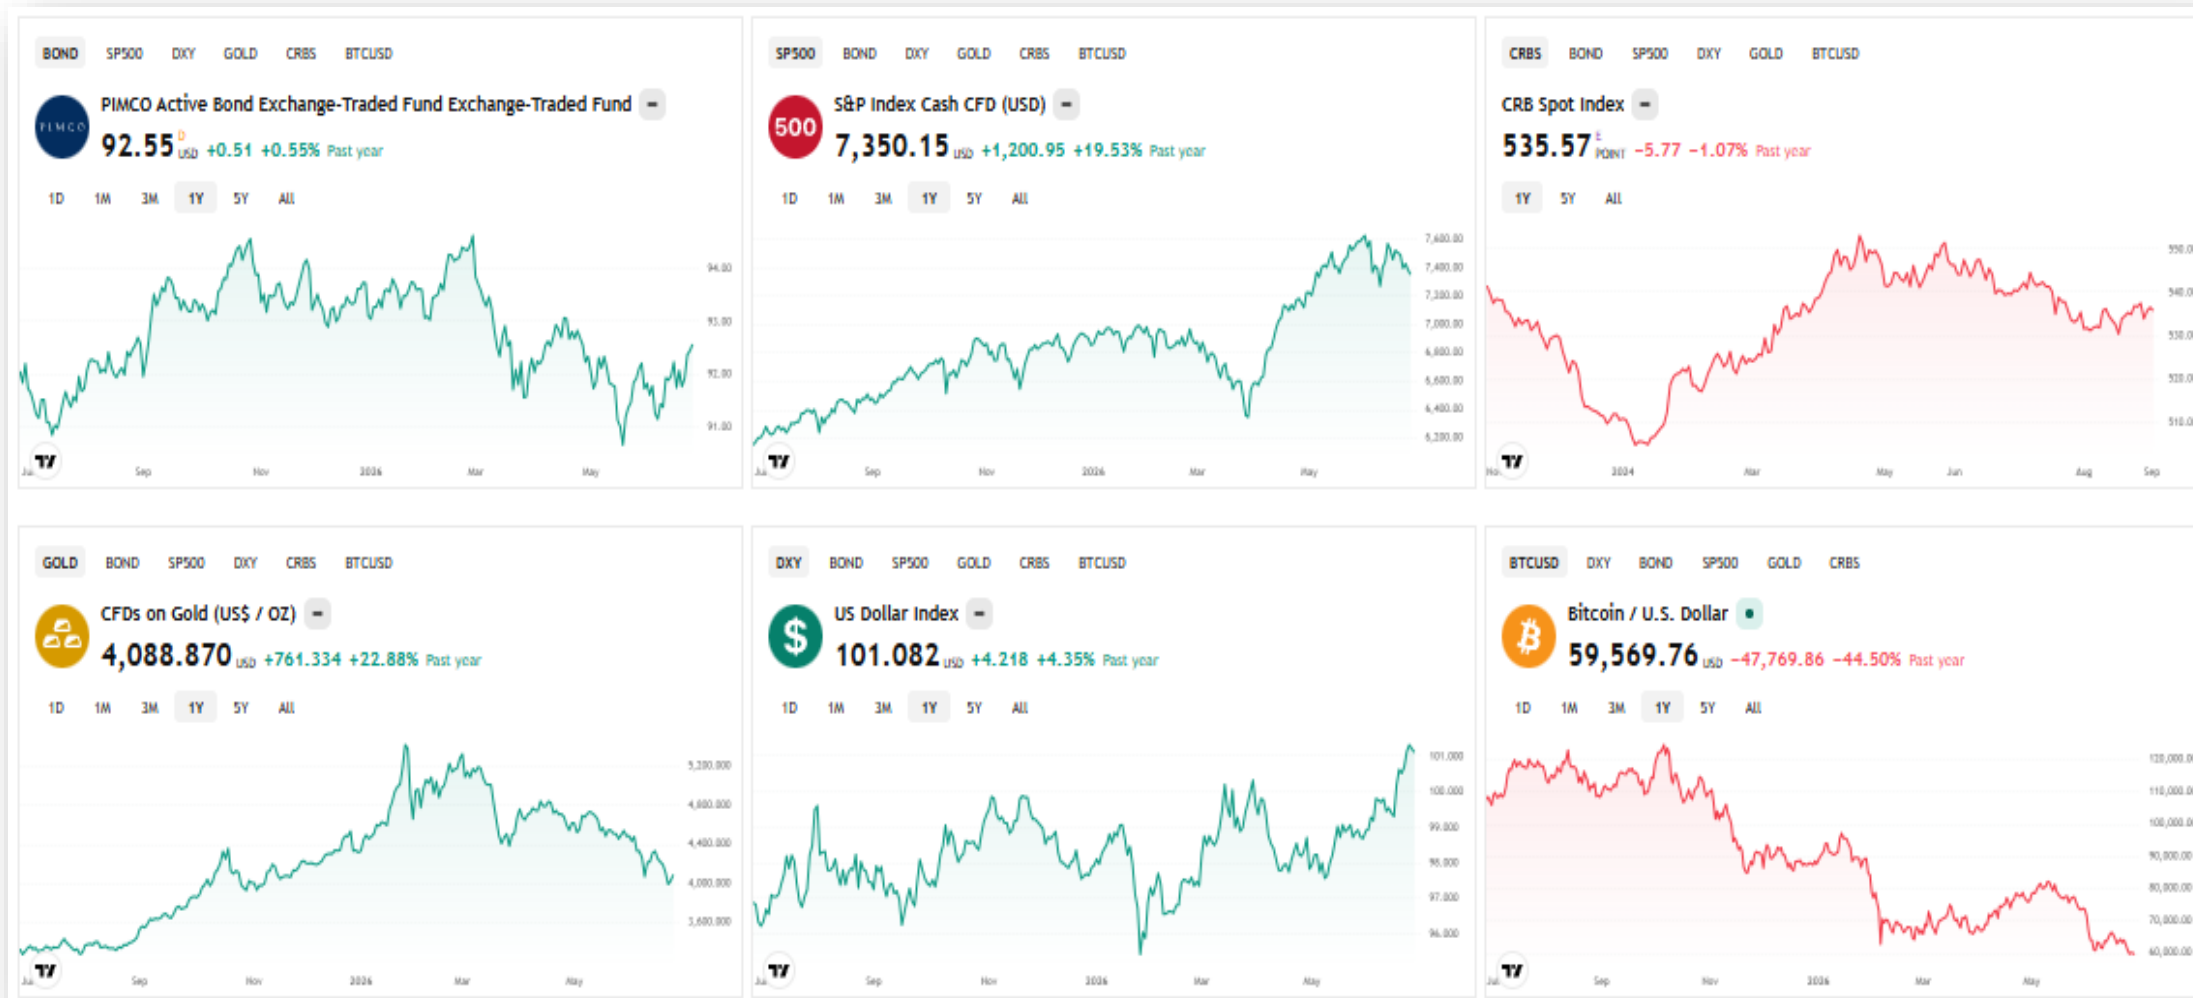 BOND SP500 DXY GOLD CRBS BTCUSD
PIMCO
PIMCO Active Bond Exchange-Traded Fund Exchange-Traded Fund
92.55 D USD +0.51 +0.55% Past year
1D 1M 3M 1Y 5Y All
94.00
93.00
92.00
91.00
Sep Nov 2026 Mar May
SP500 BOND DXY GOLD CRBS BTCUSD
500
S&P Index Cash CFD (USD)
7,350.15 USD +1,200.95 +19.53% Past year
1D 1M 3M 1Y 5Y All
7,600.00
7,400.00
7,200.00
7,000.00
6,800.00
6,600.00
6,400.00
6,200.00
Sep Nov 2026 Mar May
CRBS BOND SP500 DXY GOLD BTCUSD
CRB Spot Index
535.57 E POINT −5.77 −1.07% Past year
1Y 5Y All
550.0
540.0
530.0
520.0
510.0
2024 Mar May Jun Aug Sep
GOLD BOND SP500 DXY CRBS BTCUSD
CFDs on Gold (US$ / OZ)
4,088.870 USD +761.334 +22.88% Past year
1D 1M 3M 1Y 5Y All
5,200.000
4,800.000
4,400.000
4,000.000
3,600.000
Sep Nov 2026 Mar May
DXY BOND SP500 GOLD CRBS BTCUSD
$
US Dollar Index
101.082 USD +4.218 +4.35% Past year
1D 1M 3M 1Y 5Y All
101.000
100.000
99.000
98.000
97.000
96.000
Sep Nov 2026 Mar May
BTCUSD DXY BOND SP500 GOLD CRBS
Bitcoin / U.S. Dollar
59,569.76 USD −47,769.86 −44.50% Past year
1D 1M 3M 1Y 5Y All
120,000.00
110,000.00
100,000.00
90,000.00
80,000.00
70,000.00
60,000.00
Sep Nov 2026 Mar May